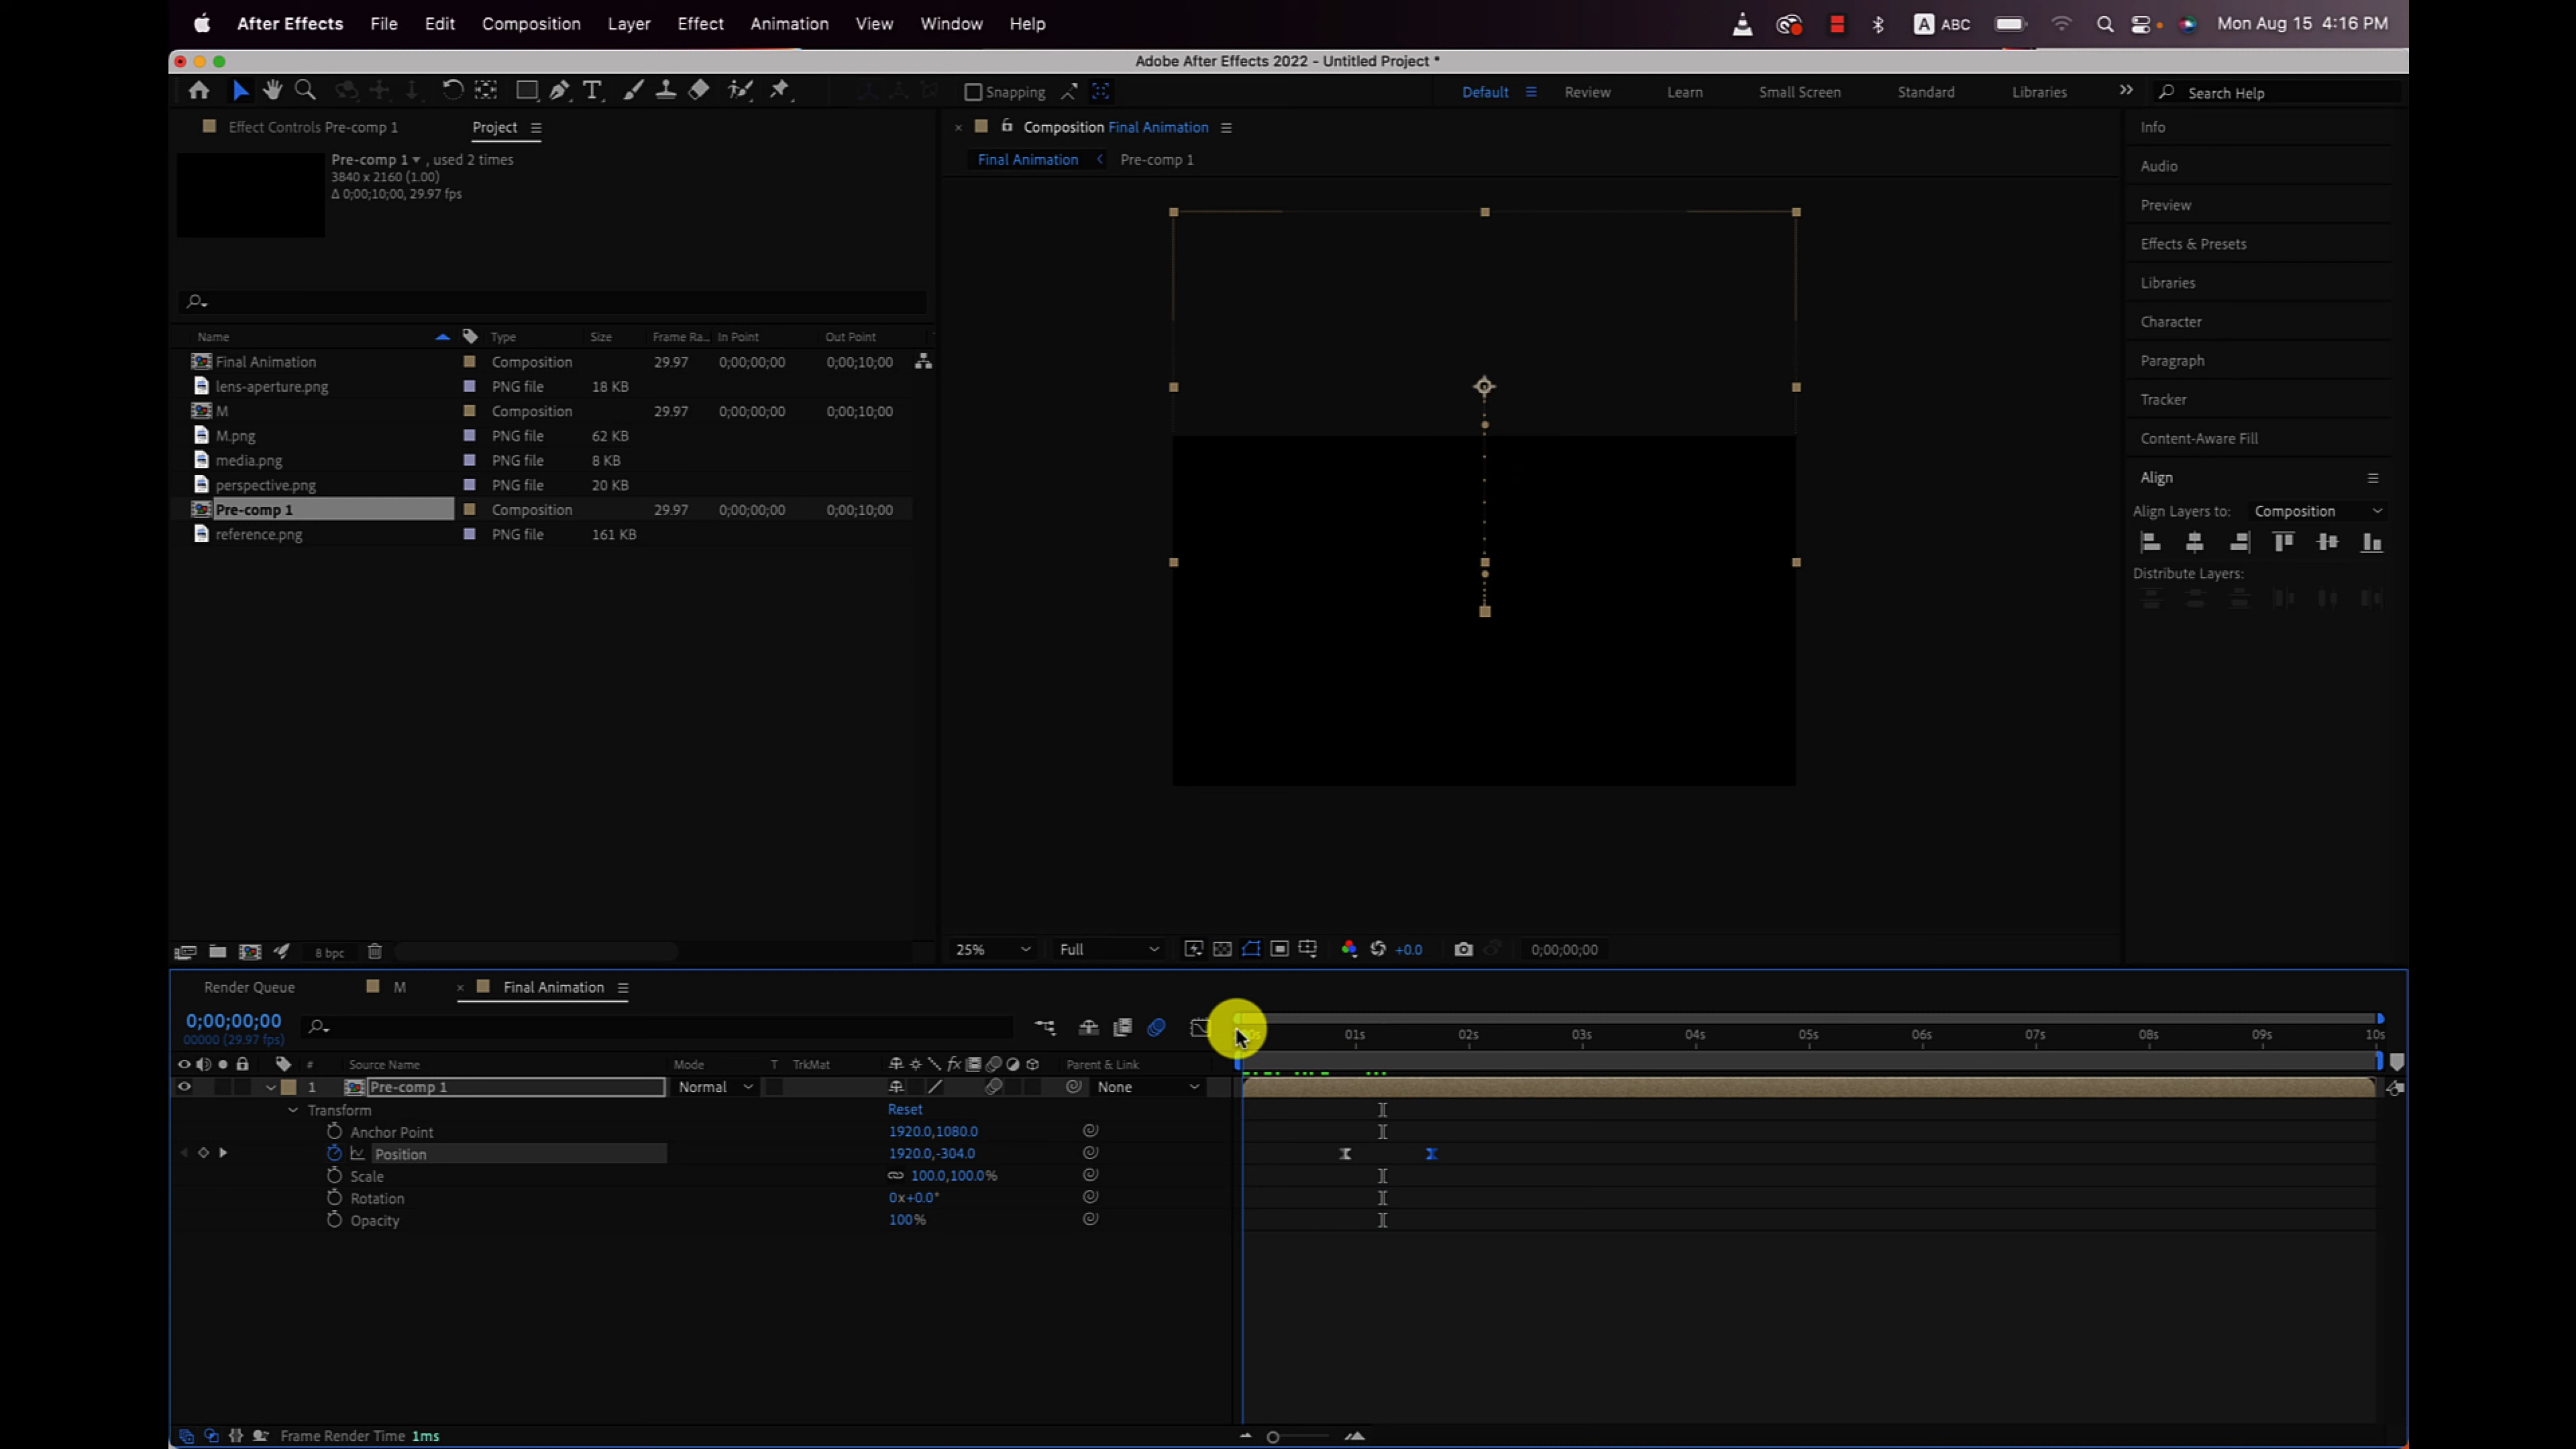 After Effects File Edit Composition Layer Effect Animation View Window Help A ABC Mon Aug 15 4:16 PM
Adobe After Effects 2022 - Untitled Project *
Snapping Default Review Learn Small Screen Standard Libraries Search Help
Effect Controls Pre-comp 1 Project Composition Final Animation Info
Pre-comp 1 , used 2 times Final Animation Pre-comp 1
3840 x 2160 (1.00) Audio
Δ 0;00;10;00, 29.97 fps
Preview
Effects & Presets
Libraries
Character
Name Type Size Frame Ra... In Point Out Point
Final Animation Composition 29.97 0;00;00;00 0;00;10;00 Paragraph
lens-aperture.png PNG file 18 KB
M Composition 29.97 0;00;00;00 0;00;10;00 Tracker
M.png PNG file 62 KB Content-Aware Fill
media.png PNG file 8 KB
perspective.png PNG file 20 KB Align
Pre-comp 1 Composition 29.97 0;00;00;00 0;00;10;00 Align Layers to: Composition
reference.png PNG file 161 KB
Distribute Layers:
8 bpc 25% Full +0.0 0;00;00;00
Render Queue M Final Animation
0;00;00;00
00000 (29.97 fps) 01s 02s 03s 04s 05s 06s 07s 08s 09s 10s
# Source Name Mode T TrkMat fx Parent & Link
1 Pre-comp 1 Normal None
Transform Reset
Anchor Point 1920.0,1080.0
Position 1920.0,-304.0
Scale 100.0,100.0%
Rotation 0x+0.0°
Opacity 100%
Frame Render Time 1ms